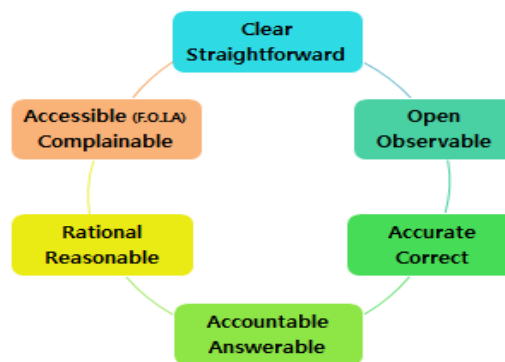 Clear
Straightforward
Open
Observable
Accurate
Correct
Accountable
Answerable
Rational
Reasonable
Accessible (F.O.I.A)
Complainable